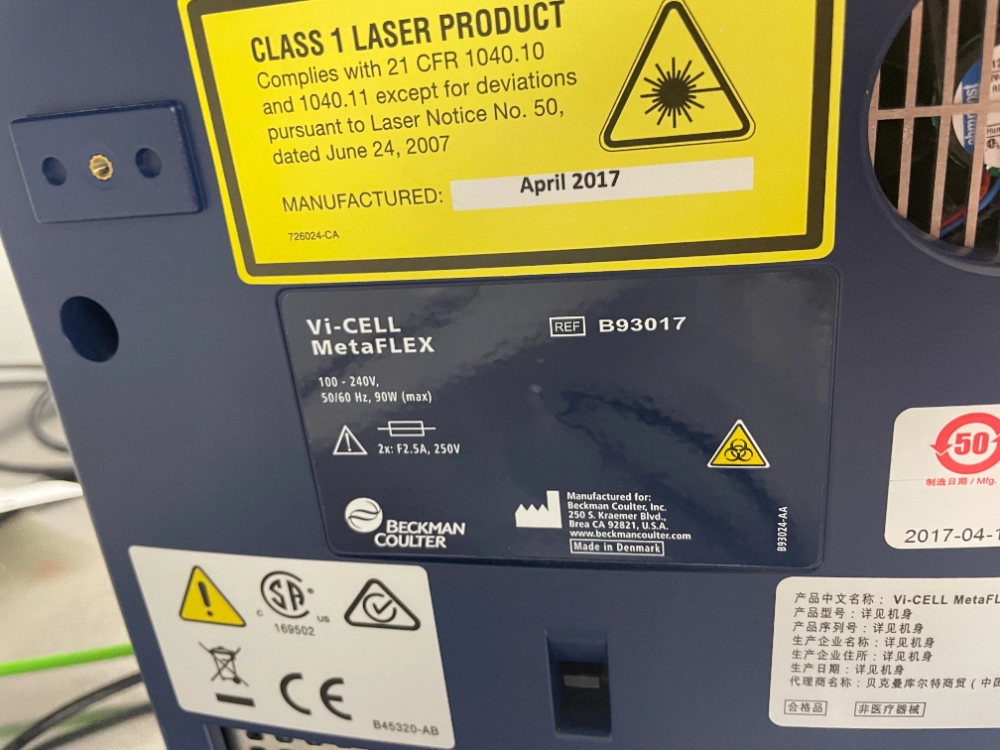 CLASS 1 LASER PRODUCT
Complies with 21 CFR 1040.10
and 1040.11 except for deviations
pursuant to Laser Notice No. 50,
dated June 24, 2007
MANUFACTURED: April 2017
726024-CA
Vi-CELL
MetaFLEX
REF B93017
100 - 240V,
50/60 Hz, 90W (max)
2x: F2.5A, 250V
BECKMAN
COULTER
Manufactured for:
Beckman Coulter, Inc.
250 S. Kraemer Blvd.,
Brea CA 92821, U.S.A.
www.beckmancoulter.com
Made in Denmark
B93024-AA
50
制造日期 / Mfg.
2017-04-1
C SA US
169502
CE
B45320-AB
产品中文名称： Vi-CELL MetaFL
产品型号：详见机身
产品序列号：详见机身
生产企业名称：详见机身
生产企业住所：详见机身
生产日期：详见机身
代理商名称：贝克曼库尔特商贸（中国
合格品 非医疗器械